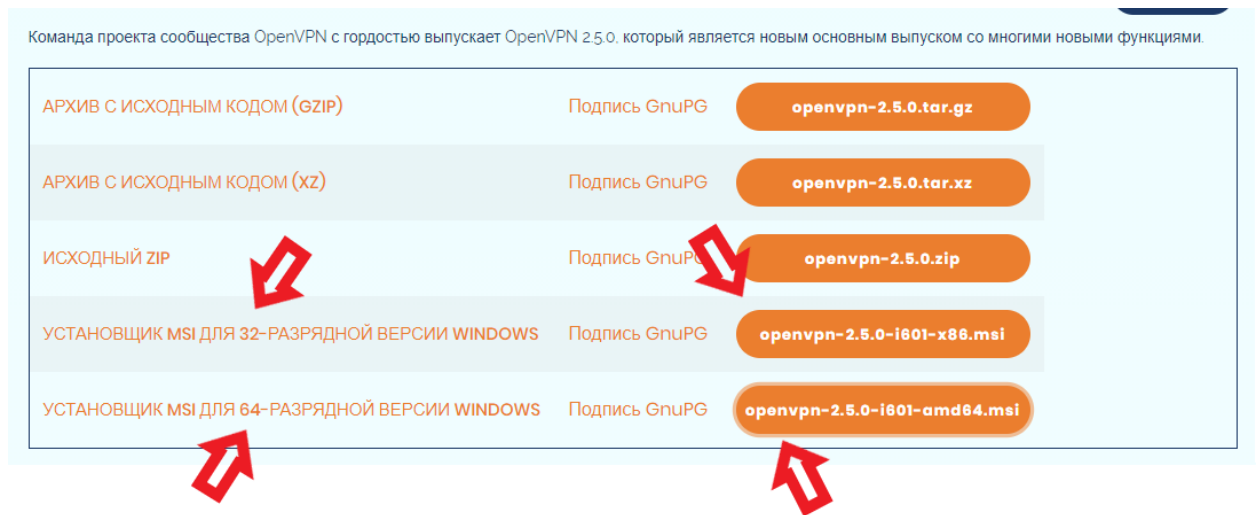 Команда проекта сообщества OpenVPN с гордостью выпускает OpenVPN 2.5.0, который является новым основным выпуском со многими новыми функциями.
АРХИВ С ИСХОДНЫМ КОДОМ (GZIP) Подпись GnuPG openvpn-2.5.0.tar.gz
АРХИВ С ИСХОДНЫМ КОДОМ (XZ) Подпись GnuPG openvpn-2.5.0.tar.xz
ИСХОДНЫЙ ZIP Подпись GnuPG openvpn-2.5.0.zip
УСТАНОВЩИК MSI ДЛЯ 32-РАЗРЯДНОЙ ВЕРСИИ WINDOWS Подпись GnuPG openvpn-2.5.0-I601-x86.msi
УСТАНОВЩИК MSI ДЛЯ 64-РАЗРЯДНОЙ ВЕРСИИ WINDOWS Подпись GnuPG openvpn-2.5.0-I601-amd64.msi